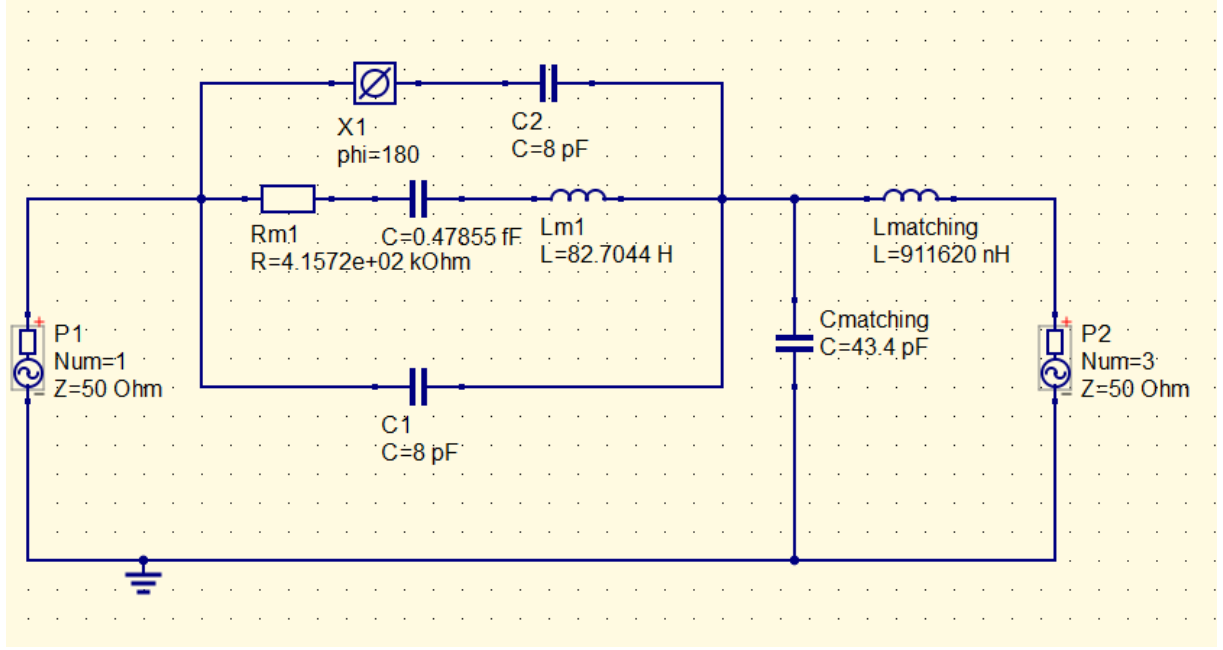 X1
phi=180
C2
C=8 pF
Rm1
R=4.1572e+02 kOhm
C=0.47855 fF
Lm1
L=82.7044 H
Lmatching
L=911620 nH
P1
Num=1
Z=50 Ohm
Cmatching
C=43.4 pF
P2
Num=3
Z=50 Ohm
C1
C=8 pF